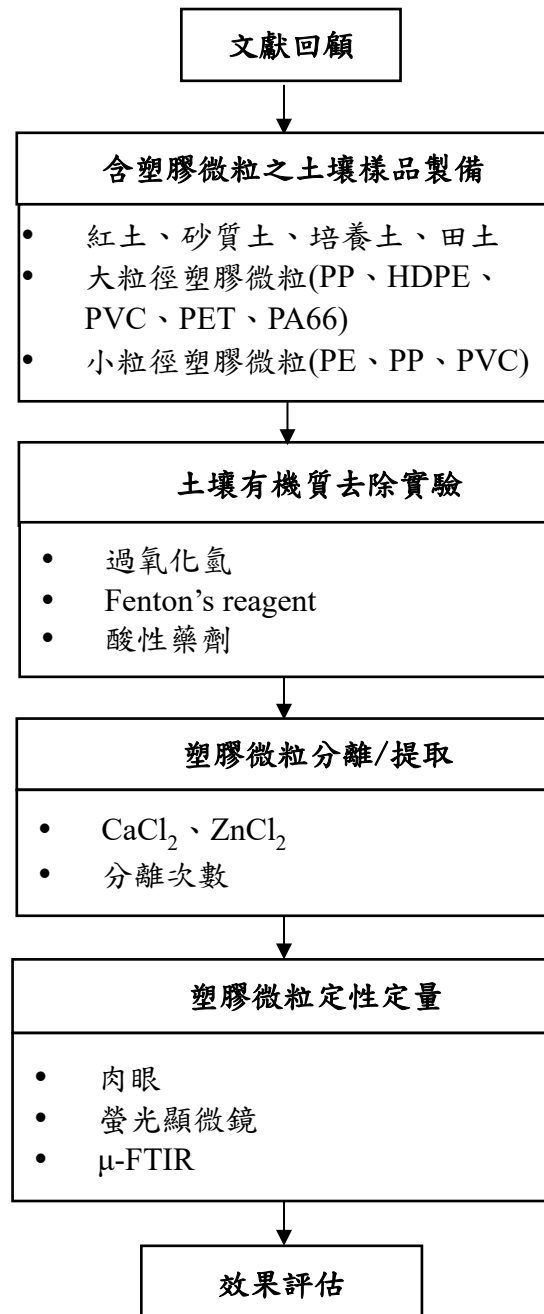 文獻回顧
含塑膠微粒之土壤樣品製備
• 紅土、砂質土、培養土、田土
• 大粒徑塑膠微粒(PP、HDPE、
PVC、PET、PA66)
• 小粒徑塑膠微粒(PE、PP、PVC)
土壤有機質去除實驗
• 過氧化氫
• Fenton’s reagent
• 酸性藥劑
塑膠微粒分離/提取
• CaCl₂、ZnCl₂
• 分離次數
塑膠微粒定性定量
• 肉眼
• 螢光顯微鏡
• μ-FTIR
效果評估